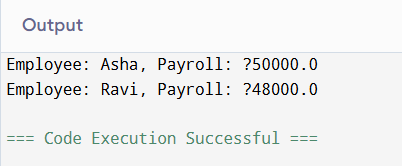 Output
Employee: Asha, Payroll: ?50000.0
Employee: Ravi, Payroll: ?48000.0
=== Code Execution Successful ===